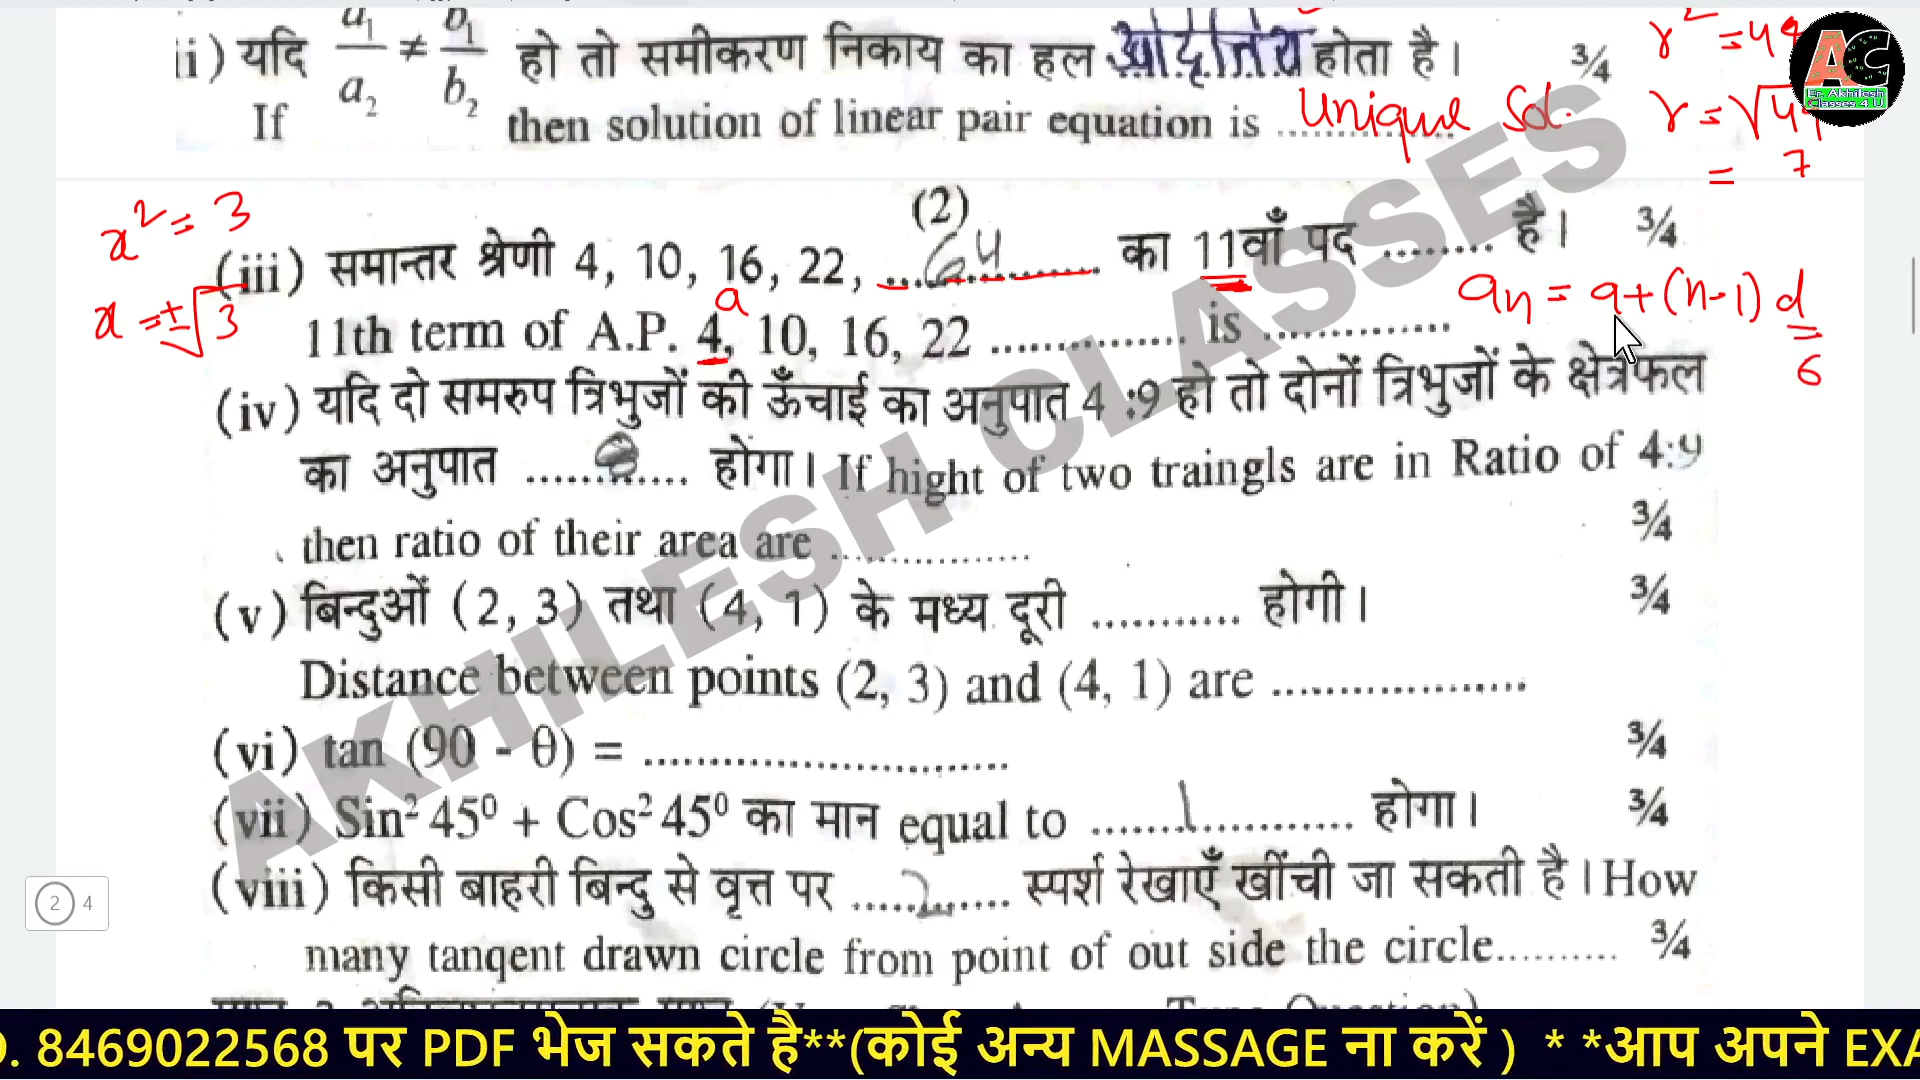 ii) यदि a₁/a₂ ≠ b₁/b₂ हो तो समीकरण निकाय का हल अद्वितीय होता है। 3/4
If then solution of linear pair equation is .............. Unique Sol.
r² = 49
r = √49
= 7
AC
Er. Akhilesh
Classes 4 U
(2)
x² = 3
x = ±√3
(iii) समान्तर श्रेणी 4, 10, 16, 22, ...64........ का 11वाँ पद ........ है। 3/4
11th term of A.P. 4, 10, 16, 22 ............... is ..............
a
an = a+(n-1) d
6
(iv) यदि दो समरुप त्रिभुजों की ऊँचाई का अनुपात 4 :9 हो तो दोनों त्रिभुजों के क्षेत्रफल
का अनुपात .............. होगा। If hight of two traingls are in Ratio of 4:9
then ratio of their area are .............. 3/4
(v) बिन्दुओं (2, 3) तथा (4, 1) के मध्य दूरी ........... होगी। 3/4
Distance between points (2, 3) and (4, 1) are ...................
(vi) tan (90 - θ) = ........................... 3/4
(vii) Sin² 45⁰ + Cos² 45⁰ का मान equal to .......1............ होगा। 3/4
(viii) किसी बाहरी बिन्दु से वृत्त पर .....2...... स्पर्श रेखाएँ खींची जा सकती है। How
many tanqent drawn circle from point of out side the circle.......... 3/4
AKHILESH CLASSES
2 4
O. 8469022568 पर PDF भेज सकते है**(कोई अन्य MASSAGE ना करें ) * *आप अपने EXA